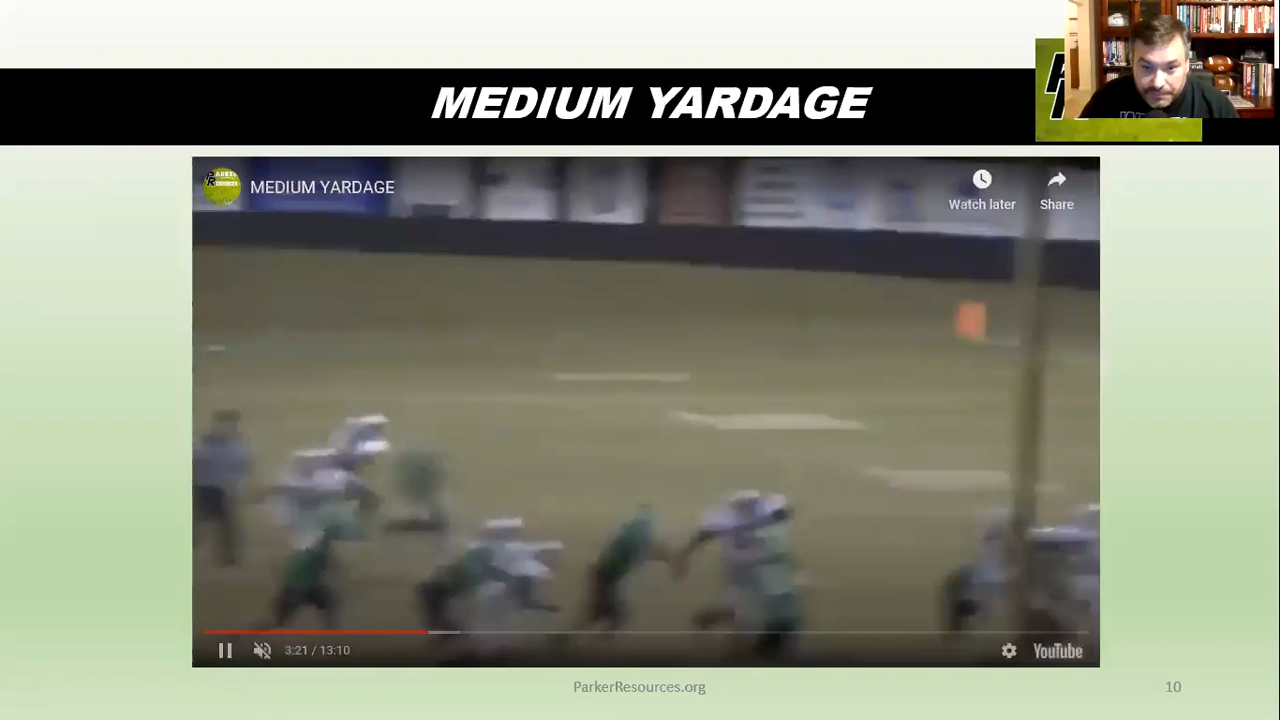 MEDIUM YARDAGE
MEDIUM YARDAGE
Watch later
Share
3:21 / 13:10
YouTube
ParkerResources.org
10